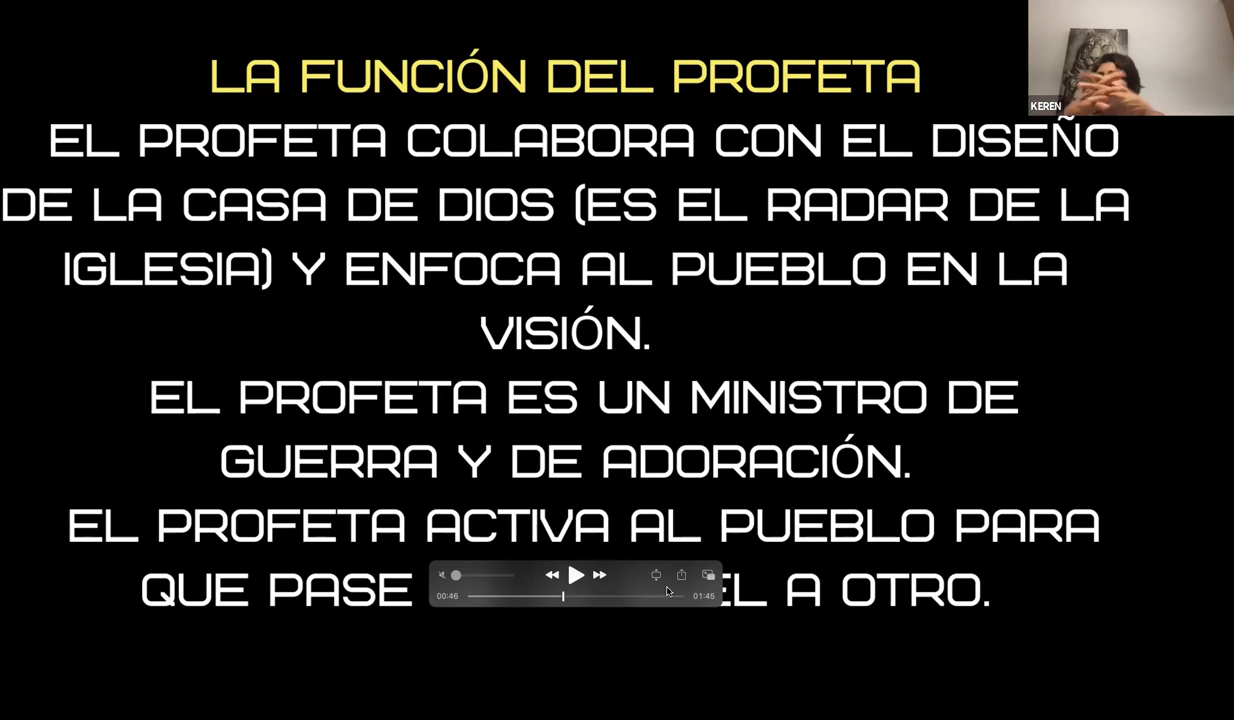 LA FUNCIÓN DEL PROFETA
KEREN
EL PROFETA COLABORA CON EL DISEÑO
DE LA CASA DE DIOS (ES EL RADAR DE LA
IGLESIA) Y ENFOCA AL PUEBLO EN LA
VISIÓN.
EL PROFETA ES UN MINISTRO DE
GUERRA Y DE ADORACIÓN.
EL PROFETA ACTIVA AL PUEBLO PARA
QUE PASE A OTRO.
00:46 01:45